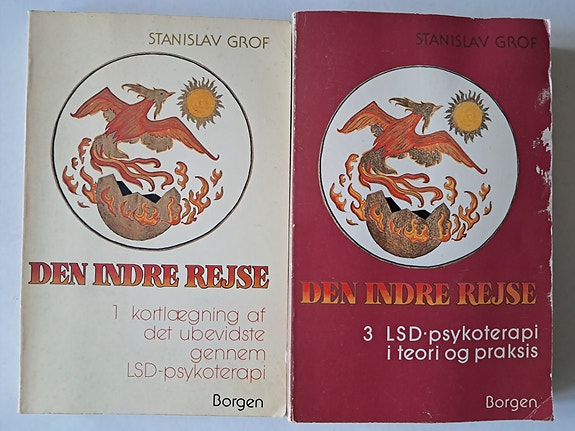 STANISLAV GROF
DEN INDRE REJSE
1 kortlægning af
det ubevidste
gennem
LSD-psykoterapi
Borgen
STANISLAV GROF
DEN INDRE REJSE
3 LSD-psykoterapi
i teori og praksis
Borgen